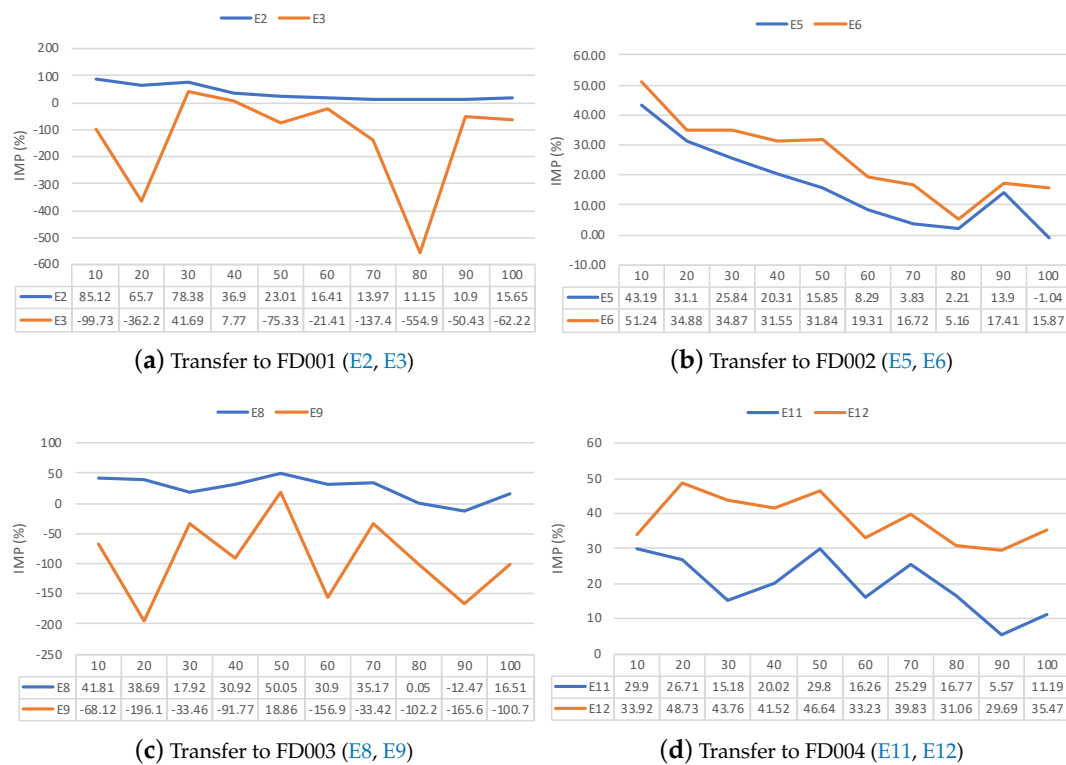 E2 E3
200
100
0
-100
-200
-300
-400
-500
-600
IMP (%)
10 20 30 40 50 60 70 80 90 100
E2 85.12 65.7 78.38 36.9 23.01 16.41 13.97 11.15 10.9 15.65
E3 -99.73 -362.2 41.69 7.77 -75.33 -21.41 -137.4 -554.9 -50.43 -62.22
(a) Transfer to FD001 (E2, E3)
E5 E6
60.00
50.00
40.00
30.00
20.00
10.00
0.00
-10.00
IMP (%)
10 20 30 40 50 60 70 80 90 100
E5 43.19 31.1 25.84 20.31 15.85 8.29 3.83 2.21 13.9 -1.04
E6 51.24 34.88 34.87 31.55 31.84 19.31 16.72 5.16 17.41 15.87
(b) Transfer to FD002 (E5, E6)
E8 E9
100
50
0
-50
-100
-150
-200
-250
IMP (%)
10 20 30 40 50 60 70 80 90 100
E8 41.81 38.69 17.92 30.92 50.05 30.9 35.17 0.05 -12.47 16.51
E9 -68.12 -196.1 -33.46 -91.77 18.86 -156.9 -33.42 -102.2 -165.6 -100.7
(c) Transfer to FD003 (E8, E9)
E11 E12
60
50
40
30
20
10
0
IMP (%)
10 20 30 40 50 60 70 80 90 100
E11 29.9 26.71 15.18 20.02 29.8 16.26 25.29 16.77 5.57 11.19
E12 33.92 48.73 43.76 41.52 46.64 33.23 39.83 31.06 29.69 35.47
(d) Transfer to FD004 (E11, E12)